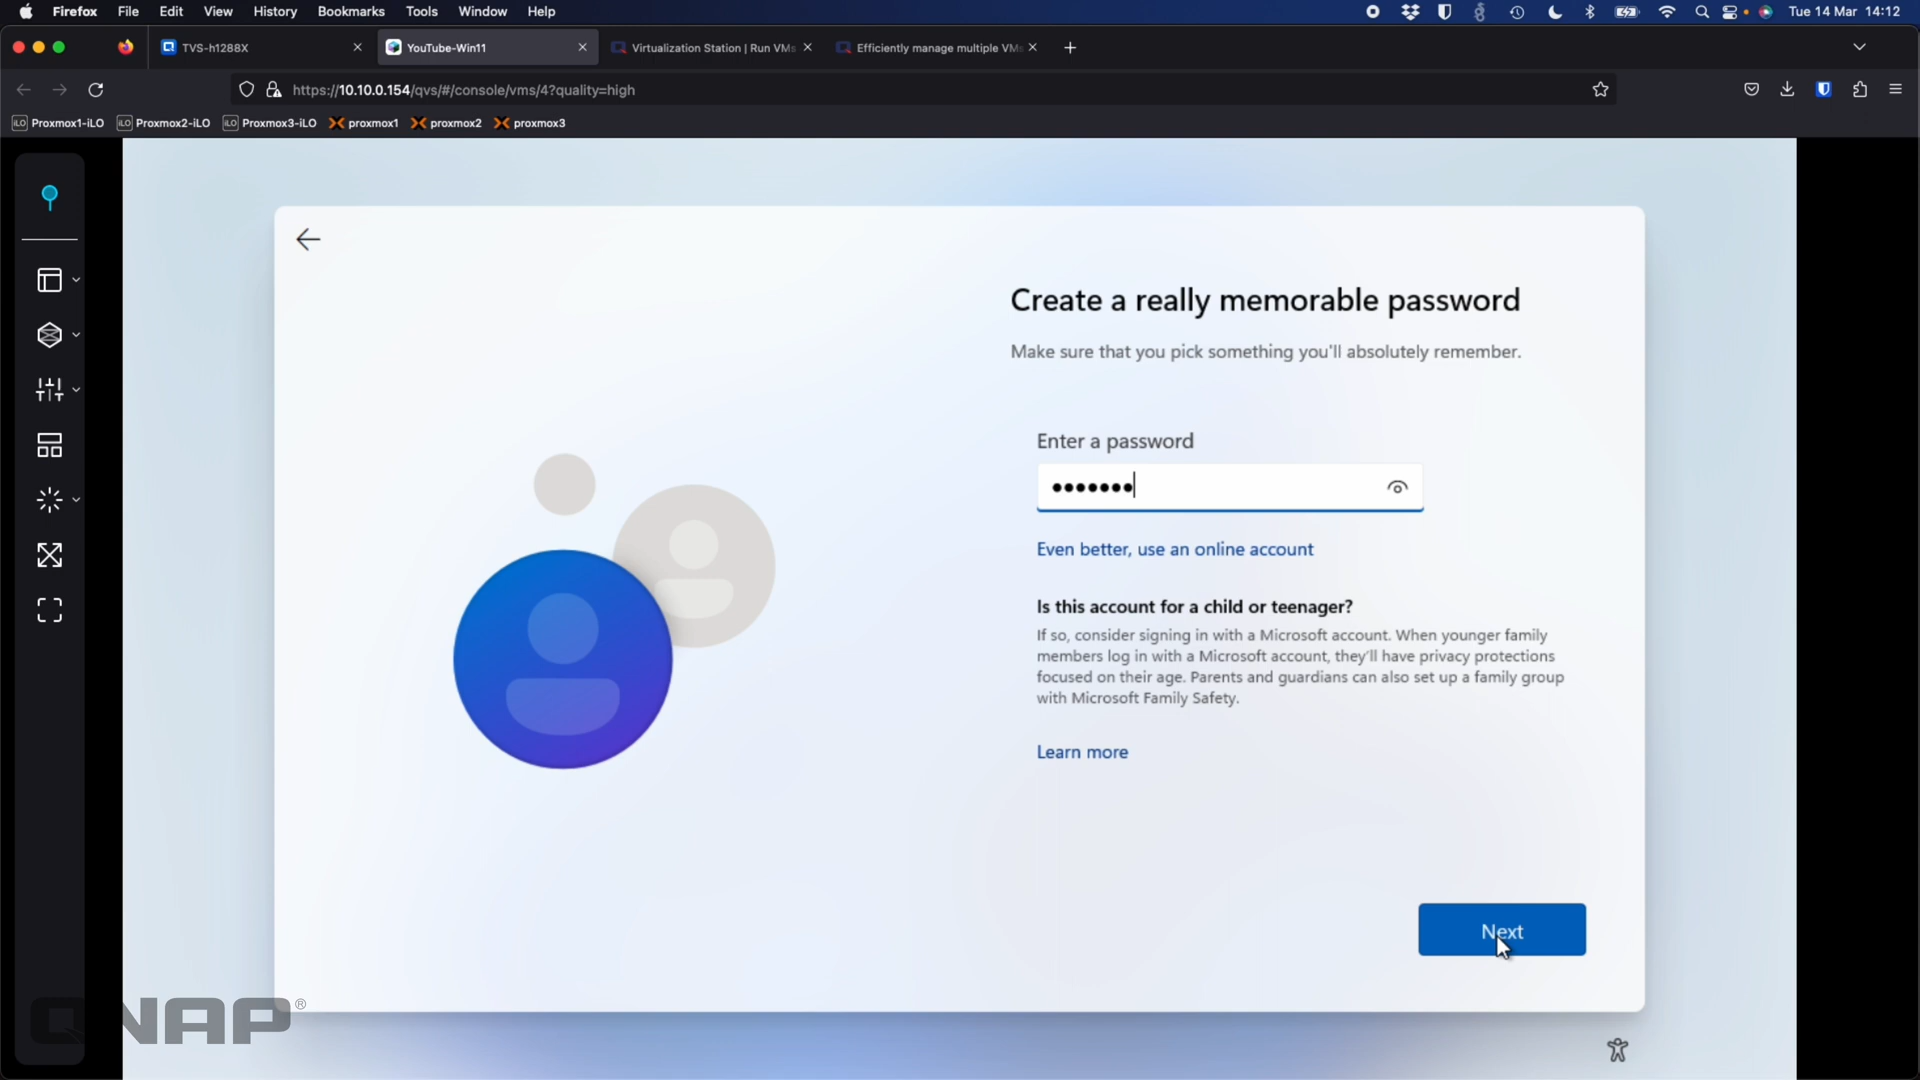 Firefox File Edit View History Bookmarks Tools Window Help
Tue 14 Mar 14:12
TVS-h1288X
YouTube-Win11
Virtualization Station | Run VMs
Efficiently manage multiple VM
https://10.10.0.154/qvs/#/console/vms/4?quality=high
iLO Proxmox1-iLO
iLO Proxmox2-iLO
iLO Proxmox3-iLO
proxmox1
proxmox2
proxmox3
Create a really memorable password
Make sure that you pick something you'll absolutely remember.
Enter a password
•••••••
Even better, use an online account
Is this account for a child or teenager?
If so, consider signing in with a Microsoft account. When younger family
members log in with a Microsoft account, they'll have privacy protections
focused on their age. Parents and guardians can also set up a family group
with Microsoft Family Safety.
Learn more
Next
QNAP®